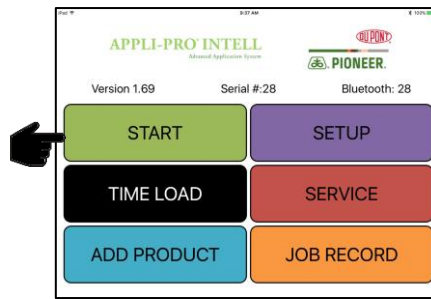 iPad 9:37 AM 100%
APPLI-PRO® INTELL
Advanced Application System
DUPONT
PIONEER.
Version 1.69 Serial #:28 Bluetooth: 28
START SETUP
TIME LOAD SERVICE
ADD PRODUCT JOB RECORD